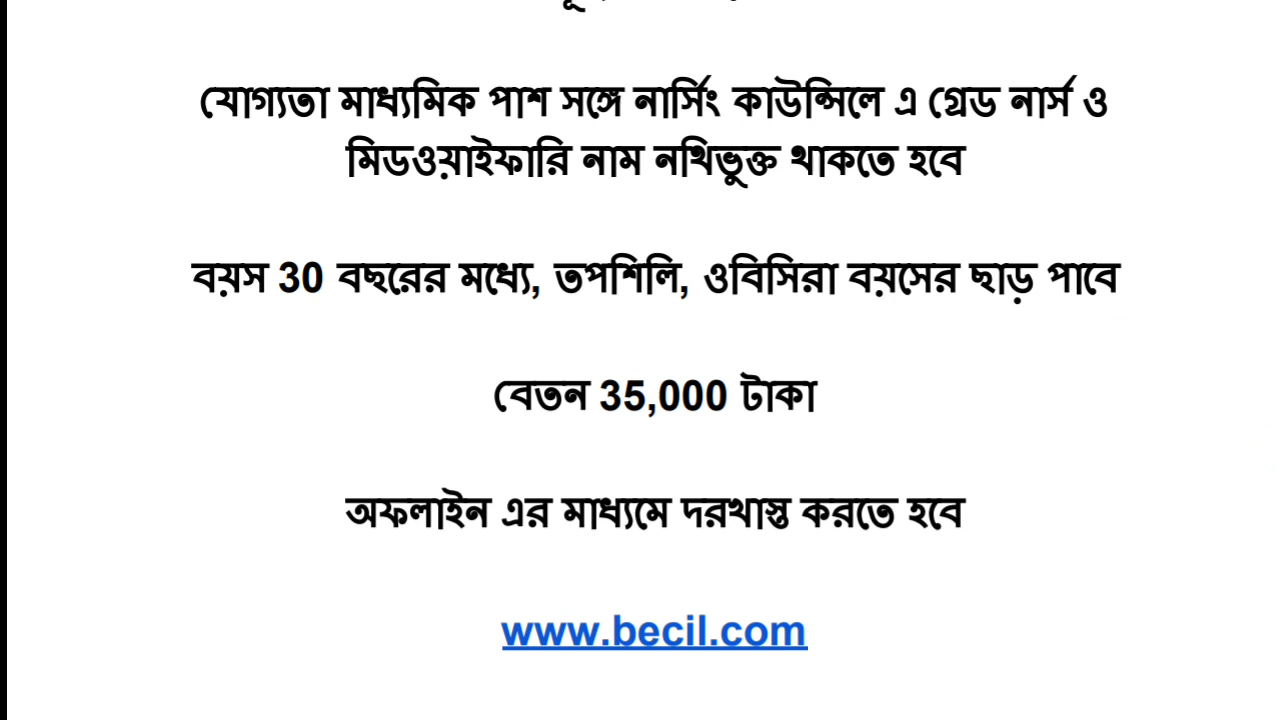 যোগ্যতা মাধ্যমিক পাশ সঙ্গে নার্সিং কাউন্সিলে এ গ্রেড নার্স ও
মিডওয়াইফারি নাম নথিভুক্ত থাকতে হবে
বয়স 30 বছরের মধ্যে, তপশিলি, ওবিসিরা বয়সের ছাড় পাবে
বেতন 35,000 টাকা
অফলাইন এর মাধ্যমে দরখাস্ত করতে হবে
www.becil.com